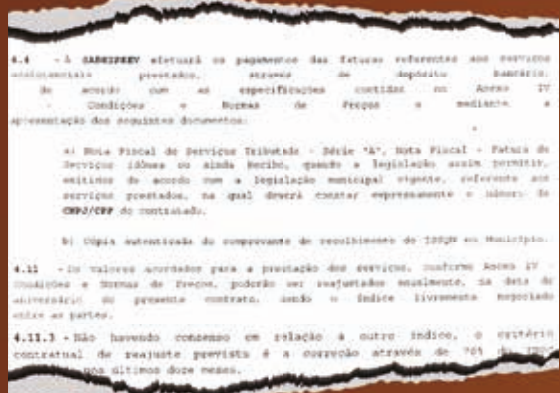 4.4 - A SABESPREV efetuará os pagamentos das faturas referentes aos serviços
assistenciais prestados, através de depósito bancário,
de acordo com as especificações contidas no Anexo IV
- Condições e Normas de Preços e mediante a
apresentação dos seguintes documentos:
a) Nota Fiscal de Serviços Tributada - Série "A", Nota Fiscal - Fatura de
Serviços idônea ou ainda Recibo, quando a legislação assim permitir,
emitidos de acordo com a legislação municipal vigente, referente aos
serviços prestados, na qual deverá constar expressamente o número do
CNPJ/CPF do contratado.
b) Cópia autenticada do comprovante de recolhimento do ISSQN ao Município.
4.11 - Os valores acordados para a prestação dos serviços, conforme Anexo IV -
Condições e Normas de Preços, poderão ser reajustados anualmente, na data de
aniversário do presente contrato, sendo o índice livremente negociado
entre as partes.
4.11.3 - Não havendo consenso em relação à outro índice, o critério
contratual de reajuste prevista é a correção através de 70% do
nos últimos doze meses.